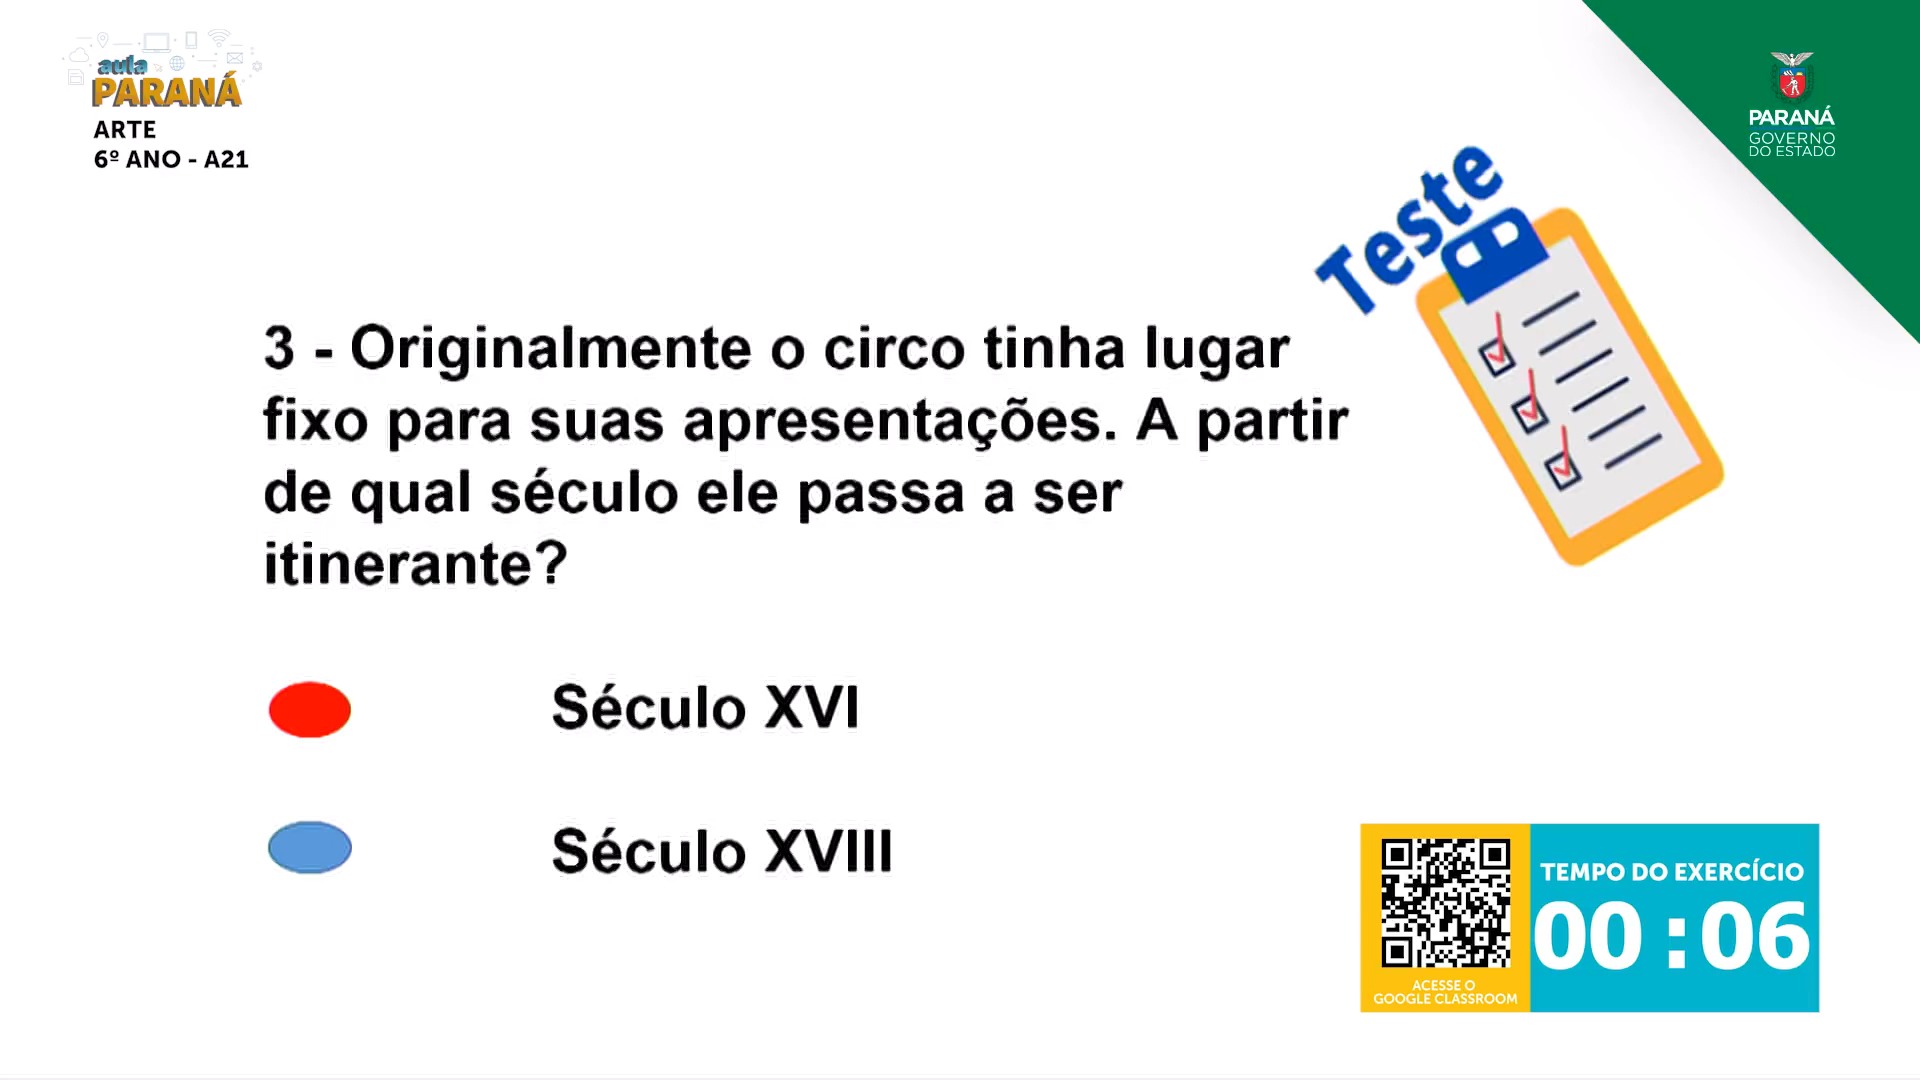 aula
PARANÁ
ARTE
6º ANO - A21
PARANÁ
GOVERNO
DO ESTADO
Teste
3 - Originalmente o circo tinha lugar
fixo para suas apresentações. A partir
de qual século ele passa a ser
itinerante?
Século XVI
Século XVIII
TEMPO DO EXERCÍCIO
00 : 06
ACESSE O
GOOGLE CLASSROOM